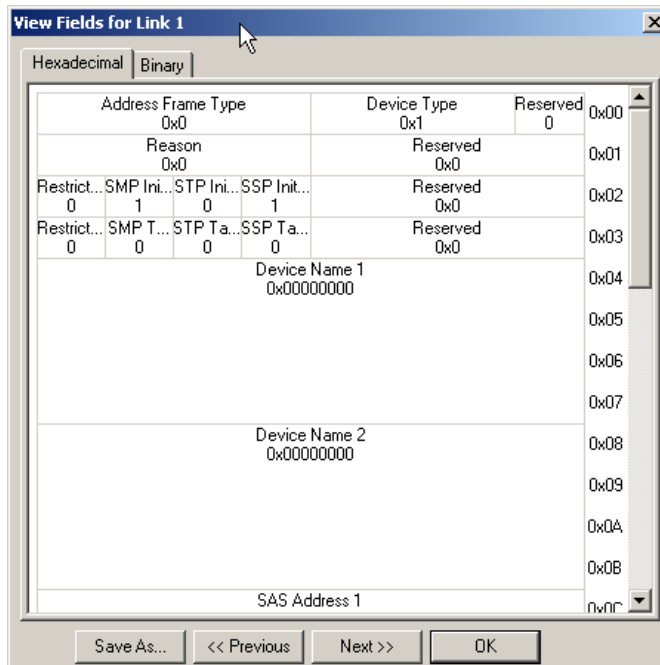 View Fields for Link 1
Hexadecimal Binary
Address Frame Type Device Type Reserved 0x00
0x0 0x1 0
Reason Reserved 0x01
0x0 0x0
Restrict... SMP Ini... STP Ini... SSP Init... Reserved 0x02
0 1 0 1 0x0
Restrict... SMP T... STP Ta... SSP Ta... Reserved 0x03
0 0 0 0 0x0
Device Name 1 0x04
0x00000000
0x05
0x06
0x07
Device Name 2 0x08
0x00000000
0x09
0x0A
0x0B
SAS Address 1 0x0C
Save As... << Previous Next >> OK